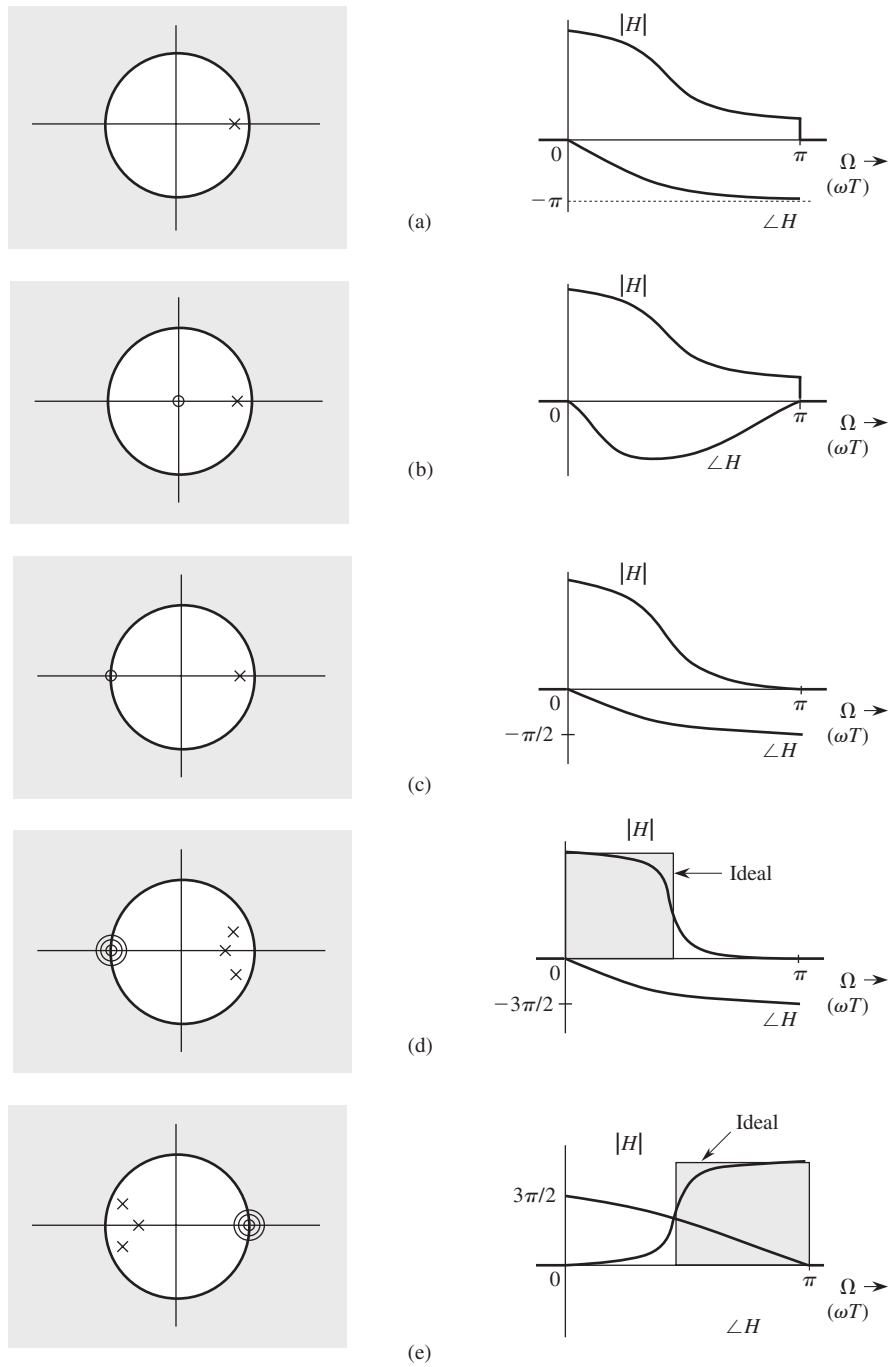 |H|
0
π
Ω
(ωT)
−π
∠H
(a)
|H|
0
π
Ω
(ωT)
∠H
(b)
|H|
0
π
Ω
(ωT)
−π/2
∠H
(c)
|H|
Ideal
0
π
Ω
(ωT)
−3π/2
∠H
(d)
Ideal
|H|
3π/2
0
π
Ω
(ωT)
∠H
(e)